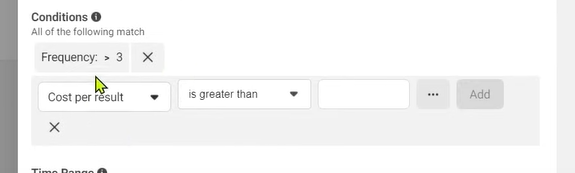 Conditions
All of the following match
Frequency: > 3
Cost per result is greater than ... Add
Time Range